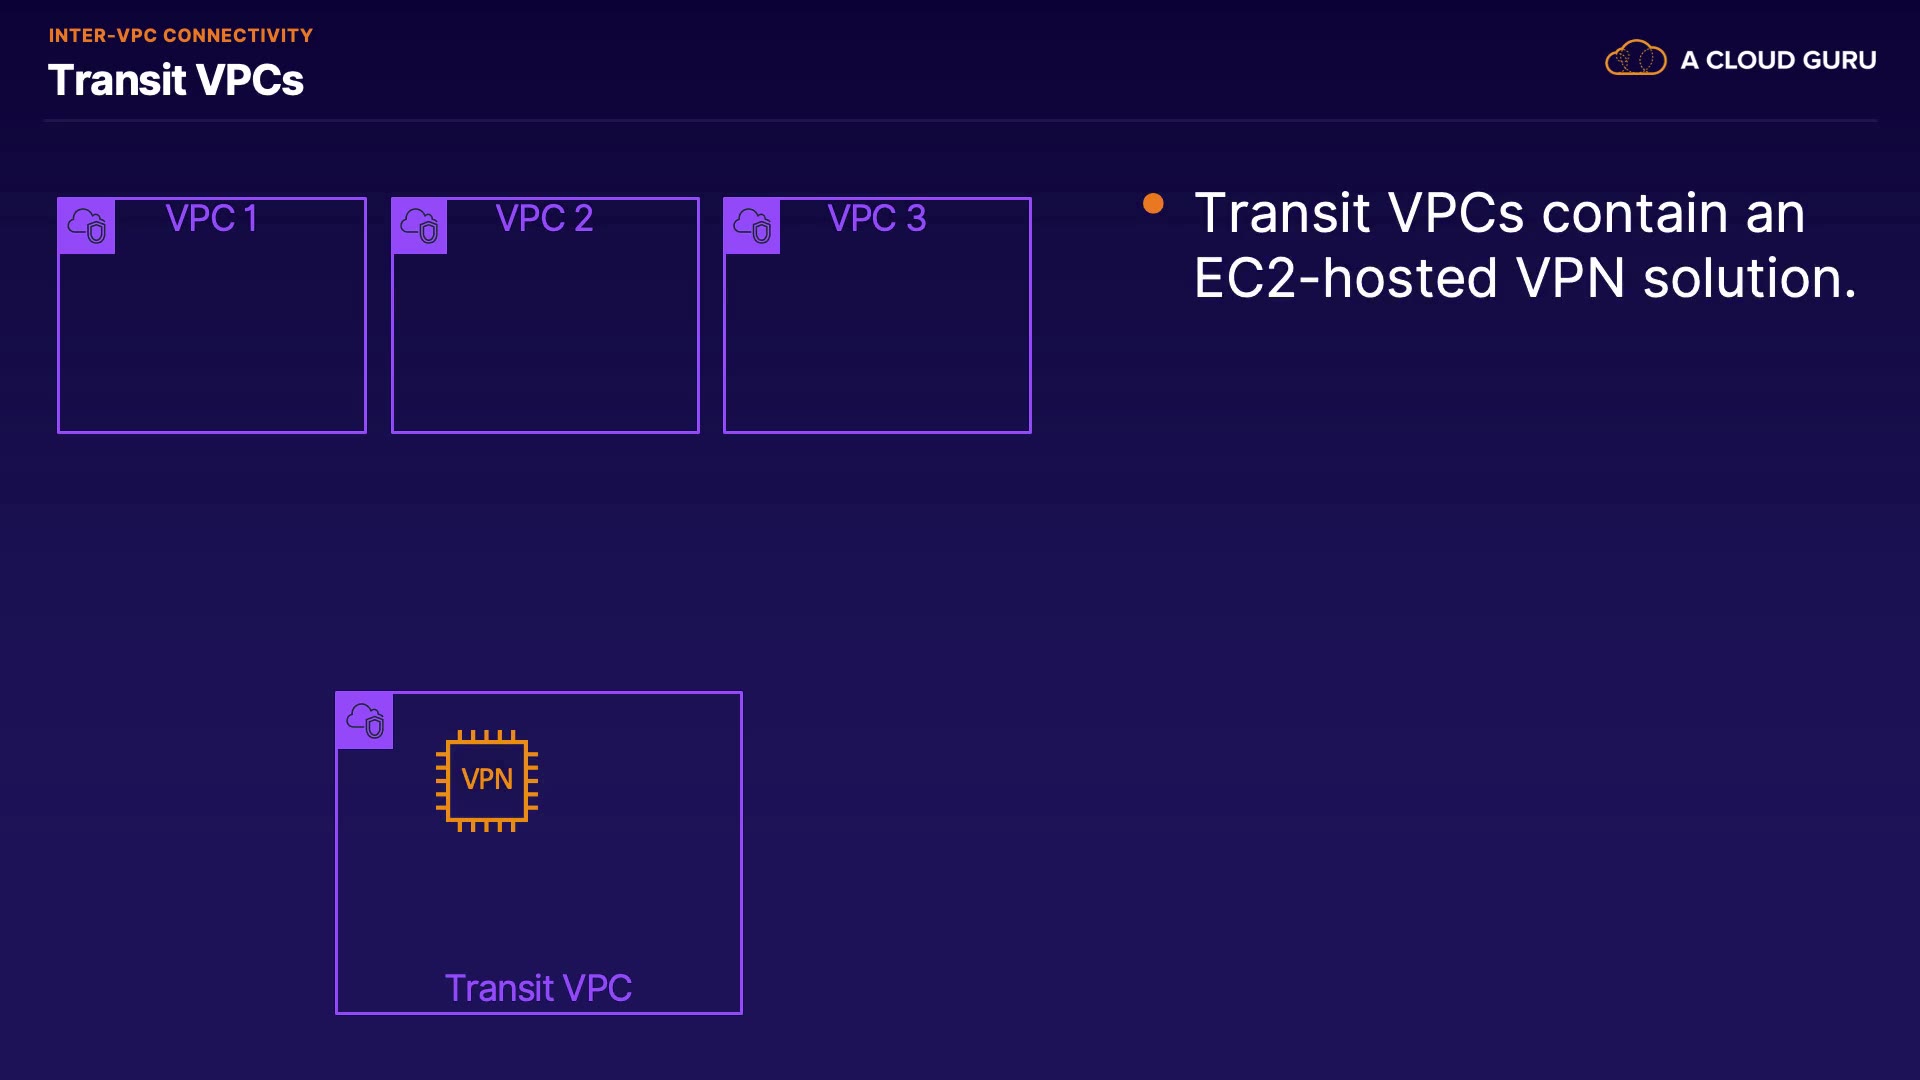 INTER-VPC CONNECTIVITY
Transit VPCs
A CLOUD GURU
VPC 1
VPC 2
VPC 3
Transit VPCs contain an
EC2-hosted VPN solution.
VPN
Transit VPC